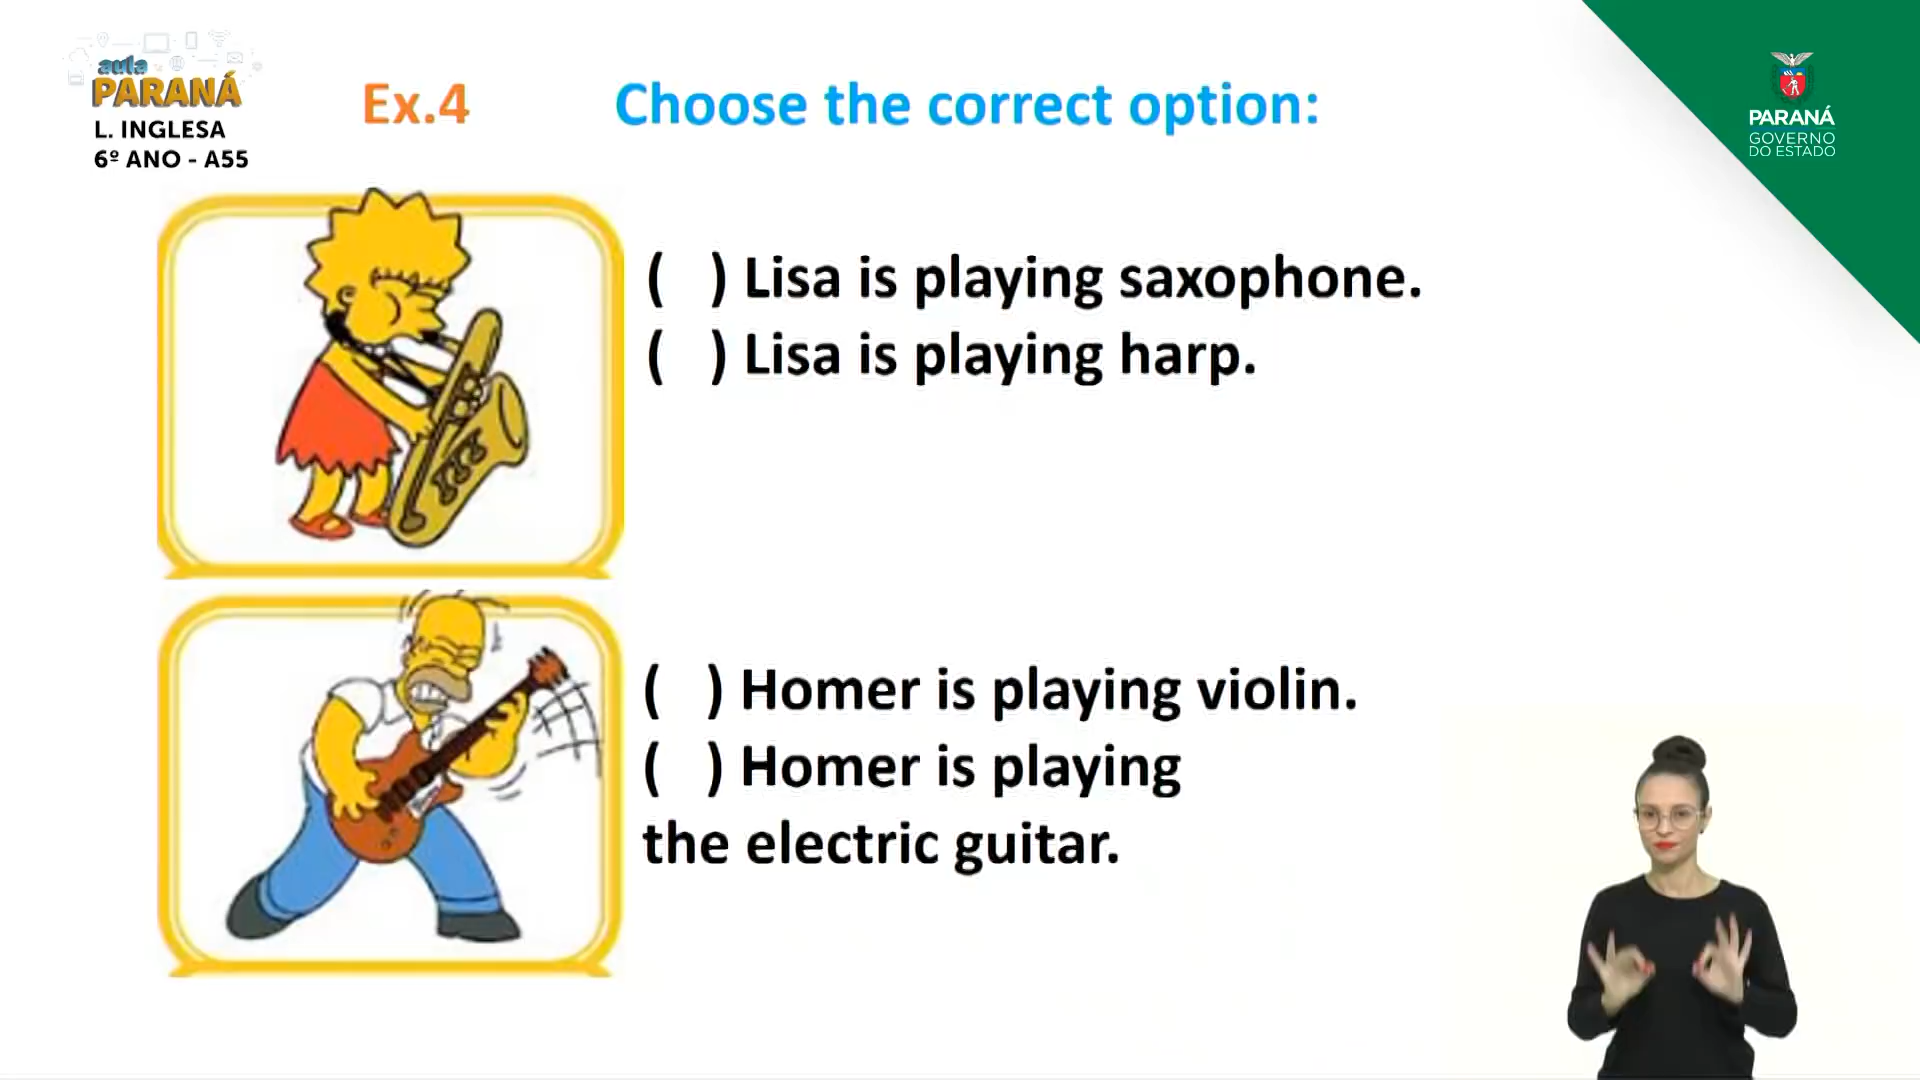 aula
PARANÁ
L. INGLESA
6º ANO - A55
Ex.4
Choose the correct option:
PARANÁ
GOVERNO
DO ESTADO
(   ) Lisa is playing saxophone.
(   ) Lisa is playing harp.
(   ) Homer is playing violin.
(   ) Homer is playing
the electric guitar.